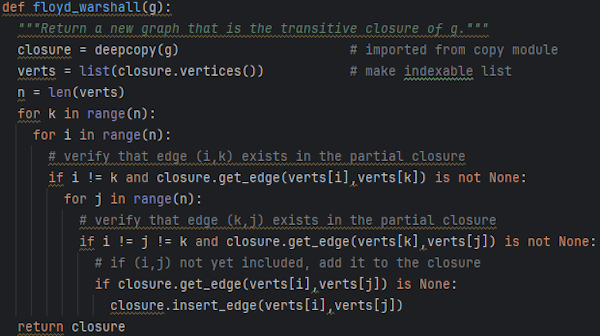 def floyd_warshall(g):
  """Return a new graph that is the transitive closure of g."""
  closure = deepcopy(g)                    # imported from copy module
  verts = list(closure.vertices())         # make indexable list
  n = len(verts)
  for k in range(n):
    for i in range(n):
      # verify that edge (i,k) exists in the partial closure
      if i != k and closure.get_edge(verts[i],verts[k]) is not None:
        for j in range(n):
          # verify that edge (k,j) exists in the partial closure
          if i != j != k and closure.get_edge(verts[k],verts[j]) is not None:
            # if (i,j) not yet included, add it to the closure
            if closure.get_edge(verts[i],verts[j]) is None:
              closure.insert_edge(verts[i],verts[j])
  return closure